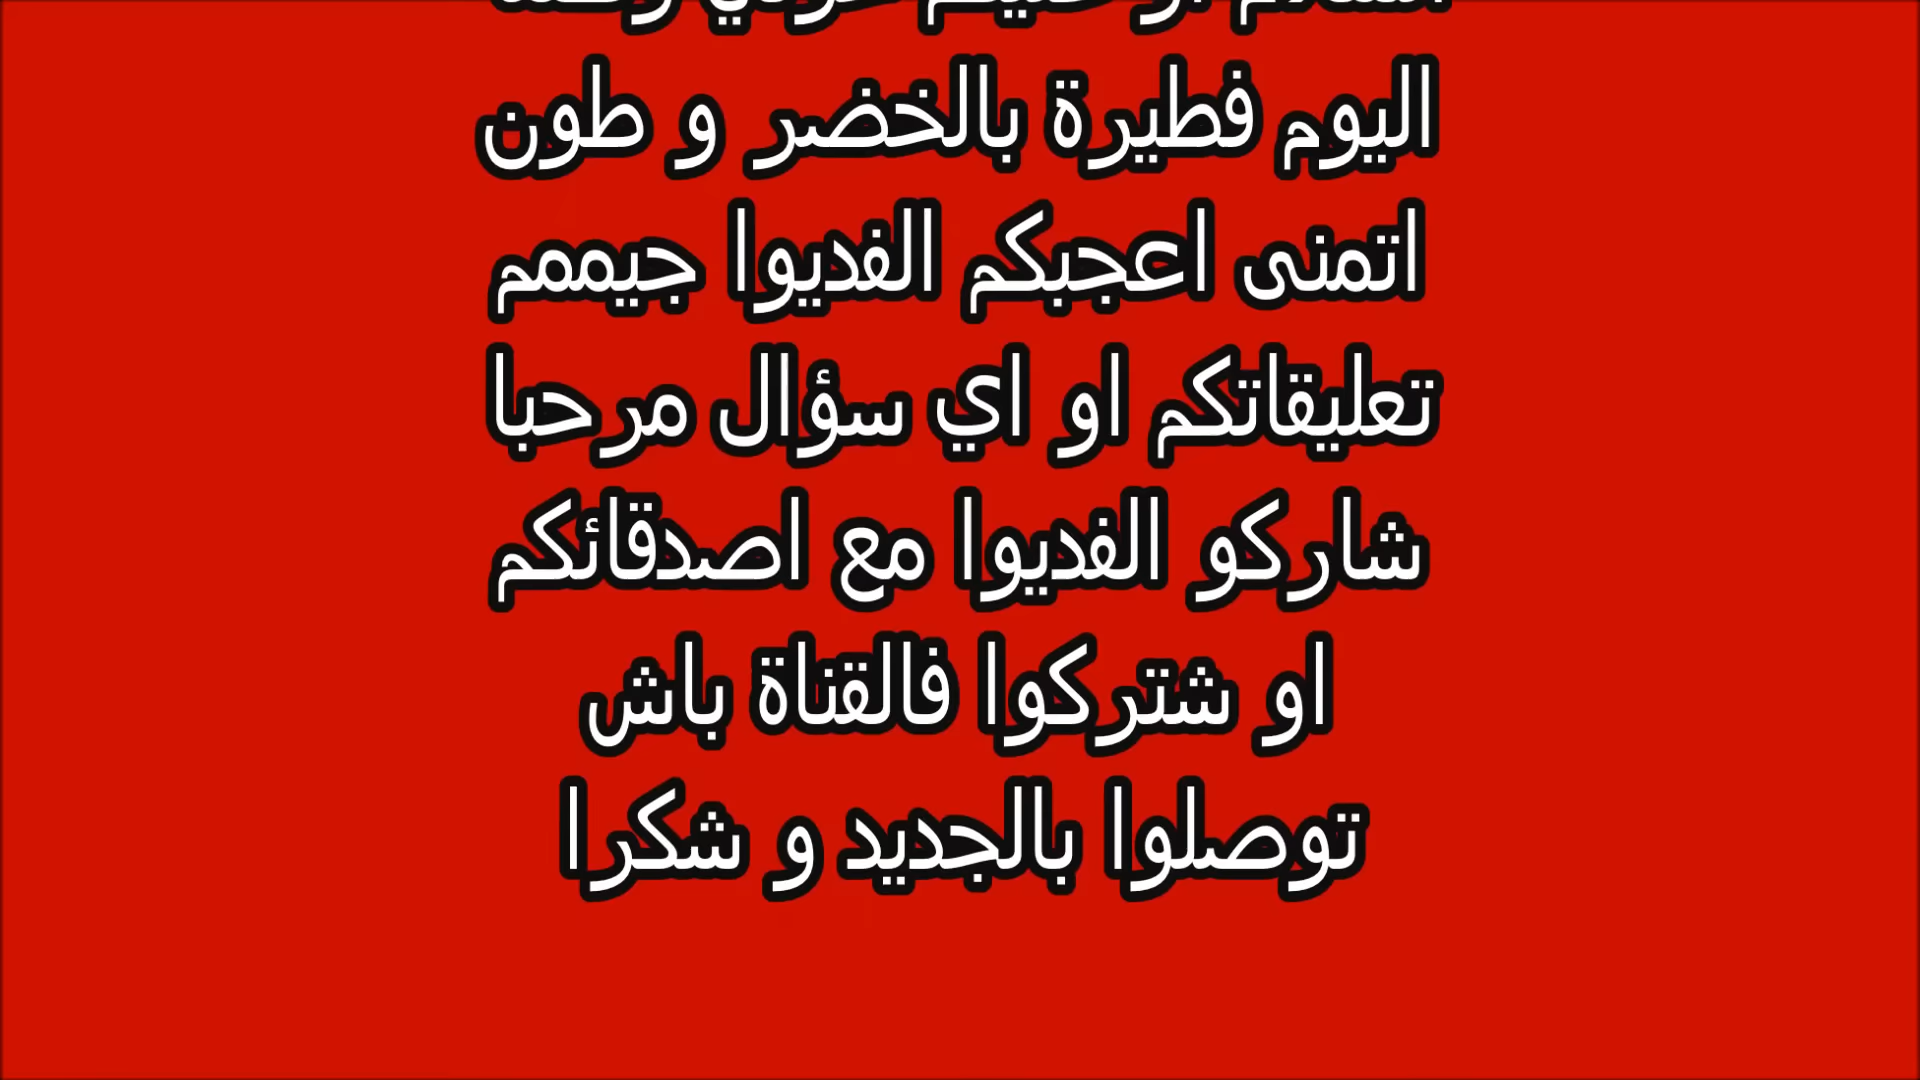 اليوم فطيرة بالخضر و طون
اتمنى اعجبكم الفديوا جيممم
تعليقاتكم او اي سؤال مرحبا
شاركو الفديوا مع اصدقائكم
او شتركوا فالقناة باش
توصلوا بالجديد و شكرا